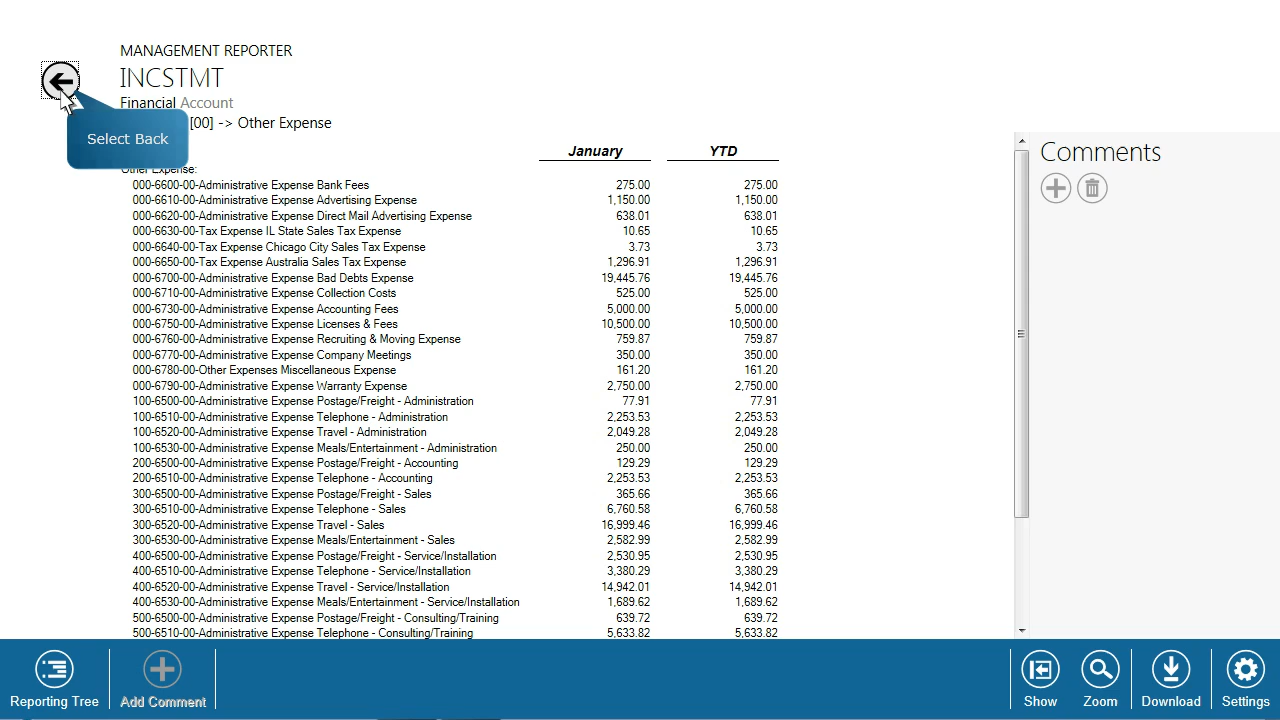 MANAGEMENT REPORTER
INCSTMT
Financial Account
[00] -> Other Expense
Select Back
January YTD
Other Expense:
000-6600-00-Administrative Expense Bank Fees 275.00 275.00
000-6610-00-Administrative Expense Advertising Expense 1,150.00 1,150.00
000-6620-00-Administrative Expense Direct Mail Advertising Expense 638.01 638.01
000-6630-00-Tax Expense IL State Sales Tax Expense 10.65 10.65
000-6640-00-Tax Expense Chicago City Sales Tax Expense 3.73 3.73
000-6650-00-Tax Expense Australia Sales Tax Expense 1,296.91 1,296.91
000-6700-00-Administrative Expense Bad Debts Expense 19,445.76 19,445.76
000-6710-00-Administrative Expense Collection Costs 525.00 525.00
000-6730-00-Administrative Expense Accounting Fees 5,000.00 5,000.00
000-6750-00-Administrative Expense Licenses & Fees 10,500.00 10,500.00
000-6760-00-Administrative Expense Recruiting & Moving Expense 759.87 759.87
000-6770-00-Administrative Expense Company Meetings 350.00 350.00
000-6780-00-Other Expenses Miscellaneous Expense 161.20 161.20
000-6790-00-Administrative Expense Warranty Expense 2,750.00 2,750.00
100-6500-00-Administrative Expense Postage/Freight - Administration 77.91 77.91
100-6510-00-Administrative Expense Telephone - Administration 2,253.53 2,253.53
100-6520-00-Administrative Expense Travel - Administration 2,049.28 2,049.28
100-6530-00-Administrative Expense Meals/Entertainment - Administration 250.00 250.00
200-6500-00-Administrative Expense Postage/Freight - Accounting 129.29 129.29
200-6510-00-Administrative Expense Telephone - Accounting 2,253.53 2,253.53
300-6500-00-Administrative Expense Postage/Freight - Sales 365.66 365.66
300-6510-00-Administrative Expense Telephone - Sales 6,760.58 6,760.58
300-6520-00-Administrative Expense Travel - Sales 16,999.46 16,999.46
300-6530-00-Administrative Expense Meals/Entertainment - Sales 2,582.99 2,582.99
400-6500-00-Administrative Expense Postage/Freight - Service/Installation 2,530.95 2,530.95
400-6510-00-Administrative Expense Telephone - Service/Installation 3,380.29 3,380.29
400-6520-00-Administrative Expense Travel - Service/Installation 14,942.01 14,942.01
400-6530-00-Administrative Expense Meals/Entertainment - Service/Installation 1,689.62 1,689.62
500-6500-00-Administrative Expense Postage/Freight - Consulting/Training 639.72 639.72
500-6510-00-Administrative Expense Telephone - Consulting/Training 5,633.82 5,633.82
Comments
Reporting Tree
Add Comment
Show
Zoom
Download
Settings